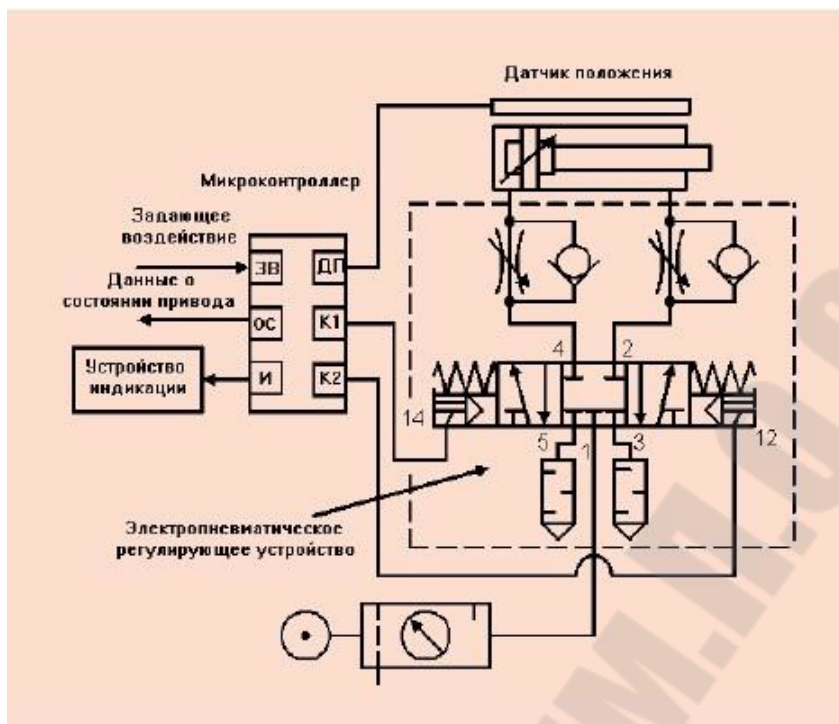 Датчик положения
Микроконтроллер
Задающее
воздействие
ЗВ
ДП
Данные о
состоянии привода
ОС
К1
Устройство
индикации
И
К2
4
2
14
12
5
1
3
Электропневматическое
регулирующее устройство